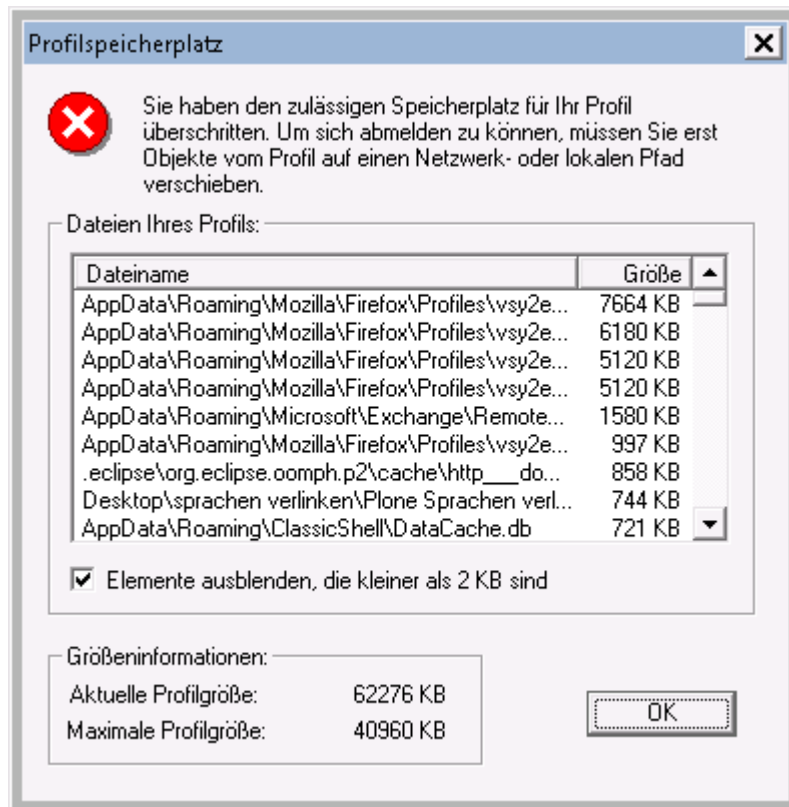 Profilspeicherplatz
Sie haben den zulässigen Speicherplatz für Ihr Profil
überschritten. Um sich abmelden zu können, müssen Sie erst
Objekte vom Profil auf einen Netzwerk- oder lokalen Pfad
verschieben.
Dateien Ihres Profils:
Dateiname Größe
AppData\Roaming\Mozilla\Firefox\Profiles\vsy2e... 7664 KB
AppData\Roaming\Mozilla\Firefox\Profiles\vsy2e... 6180 KB
AppData\Roaming\Mozilla\Firefox\Profiles\vsy2e... 5120 KB
AppData\Roaming\Mozilla\Firefox\Profiles\vsy2e... 5120 KB
AppData\Roaming\Microsoft\Exchange\Remote... 1580 KB
AppData\Roaming\Mozilla\Firefox\Profiles\vsy2e... 997 KB
.eclipse\org.eclipse.oomph.p2\cache\http___do... 858 KB
Desktop\sprachen verlinken\Plone Sprachen verl... 744 KB
AppData\Roaming\ClassicShell\DataCache.db 721 KB
Elemente ausblenden, die kleiner als 2 KB sind
Größeninformationen:
Aktuelle Profilgröße: 62276 KB
Maximale Profilgröße: 40960 KB
OK